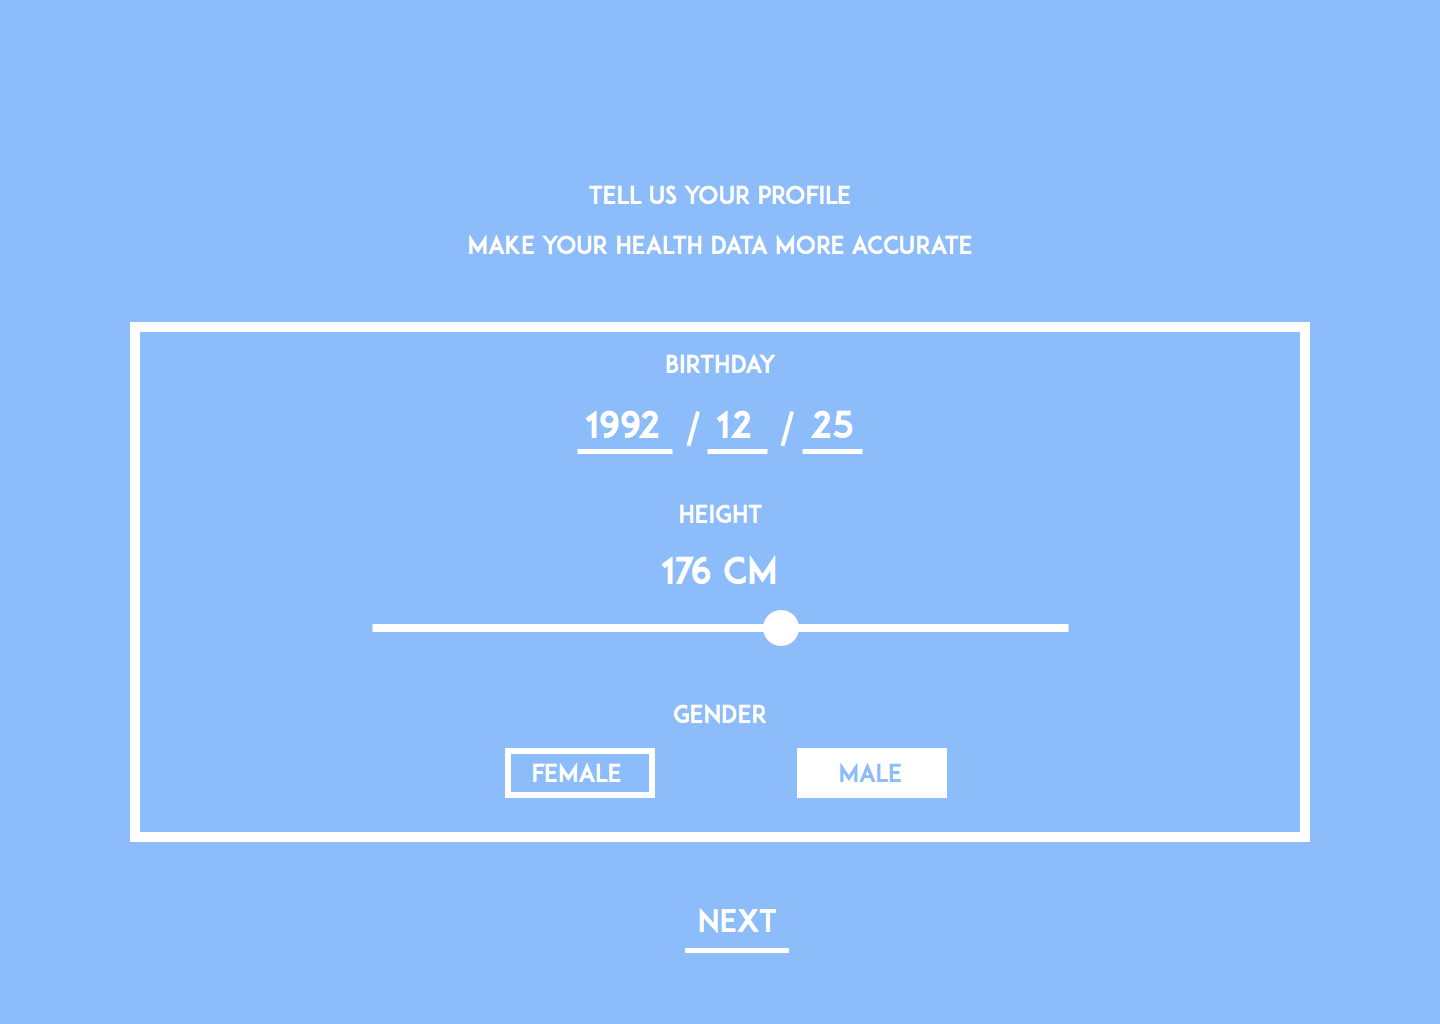 TELL US YOUR PROFILE
MAKE YOUR HEALTH DATA MORE ACCURATE
BIRTHDAY
1992 / 12 / 25
HEIGHT
176 CM
GENDER
FEMALE MALE
NEXT